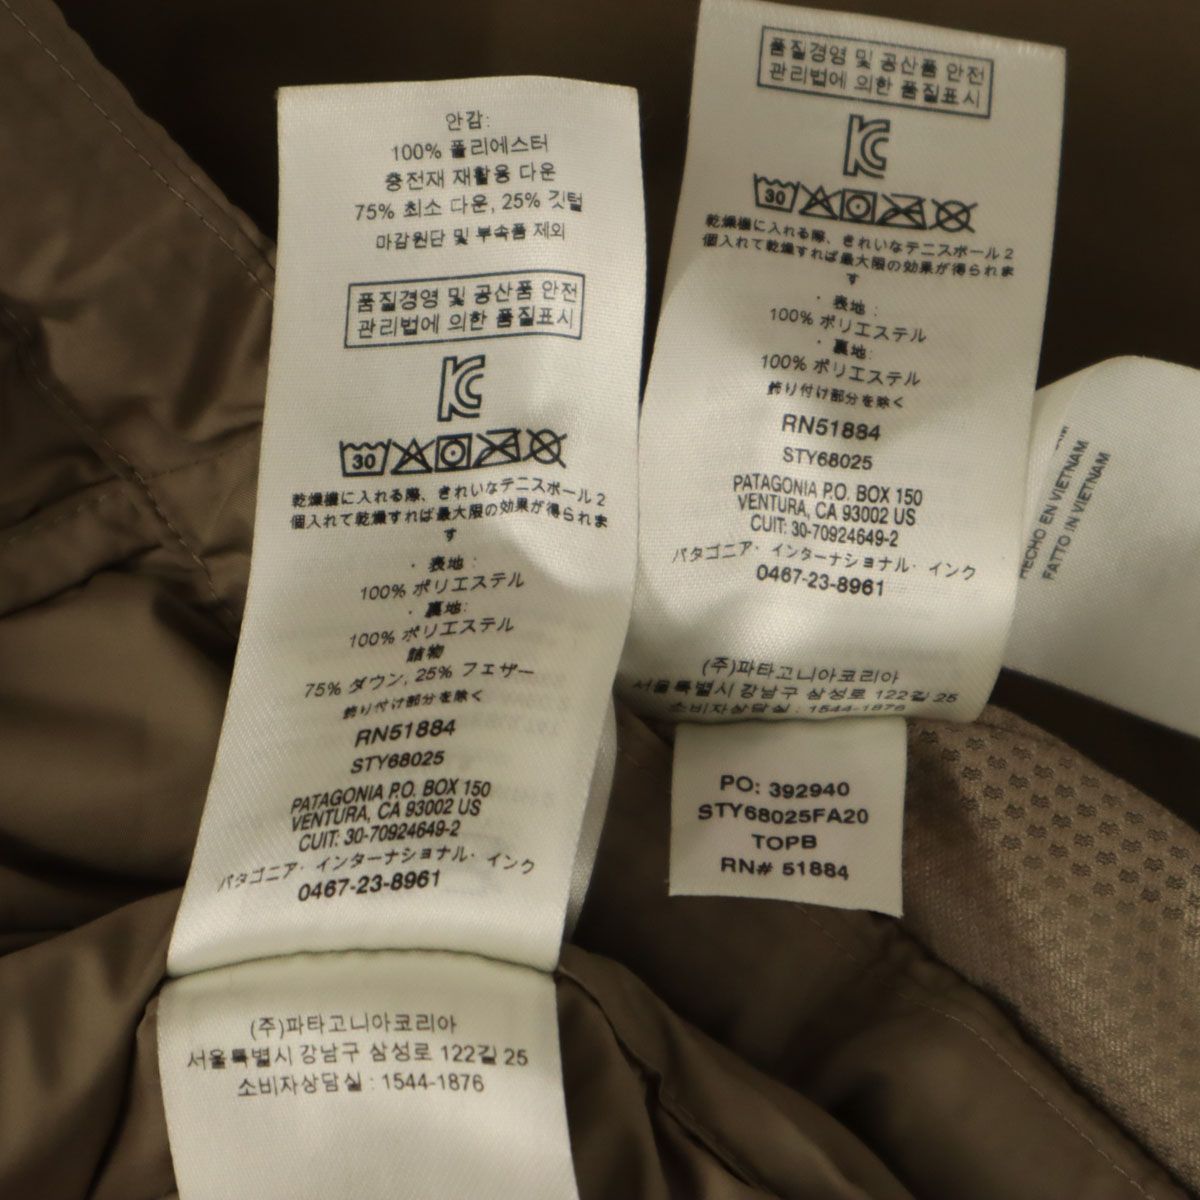 안감:
100% 폴리에스터
충전재 재활용 다운
75% 최소 다운, 25% 깃털
마감원단 및 부속품 제외
품질경영 및 공산품 안전
관리법에 의한 품질표시
30
乾燥機に入れる際、きれいなテニスボール2
個入れて乾燥すれば最大限の効果が得られま
す
・表地:
100% ポリエステル
・裏地:
100% ポリエステル
詰物
75% ダウン, 25% フェザー
飾り付け部分を除く
RN51884
STY68025
PATAGONIA P.O. BOX 150
VENTURA, CA 93002 US
CUIT: 30-70924649-2
パタゴニア・インターナショナル・インク
0467-23-8961
(주)파타고니아코리아
서울특별시 강남구 삼성로 122길 25
소비자상담실 : 1544-1876
품질경영 및 공산품 안전
관리법에 의한 품질표시
30
乾燥機に入れる際、きれいなテニスボール2
個入れて乾燥すれば最大限の効果が得られま
す
・表地:
100% ポリエステル
・裏地:
100% ポリエステル
飾り付け部分を除く
RN51884
STY68025
PATAGONIA P.O. BOX 150
VENTURA, CA 93002 US
CUIT: 30-70924649-2
パタゴニア・インターナショナル・インク
0467-23-8961
(주)파타고니아코리아
서울특별시 강남구 삼성로 122길 25
소비자상담실 : 1544-1876
PO: 392940
STY68025FA20
TOPB
RN# 51884
HECHO EN VIETNAM
FATTO IN VIETNAM